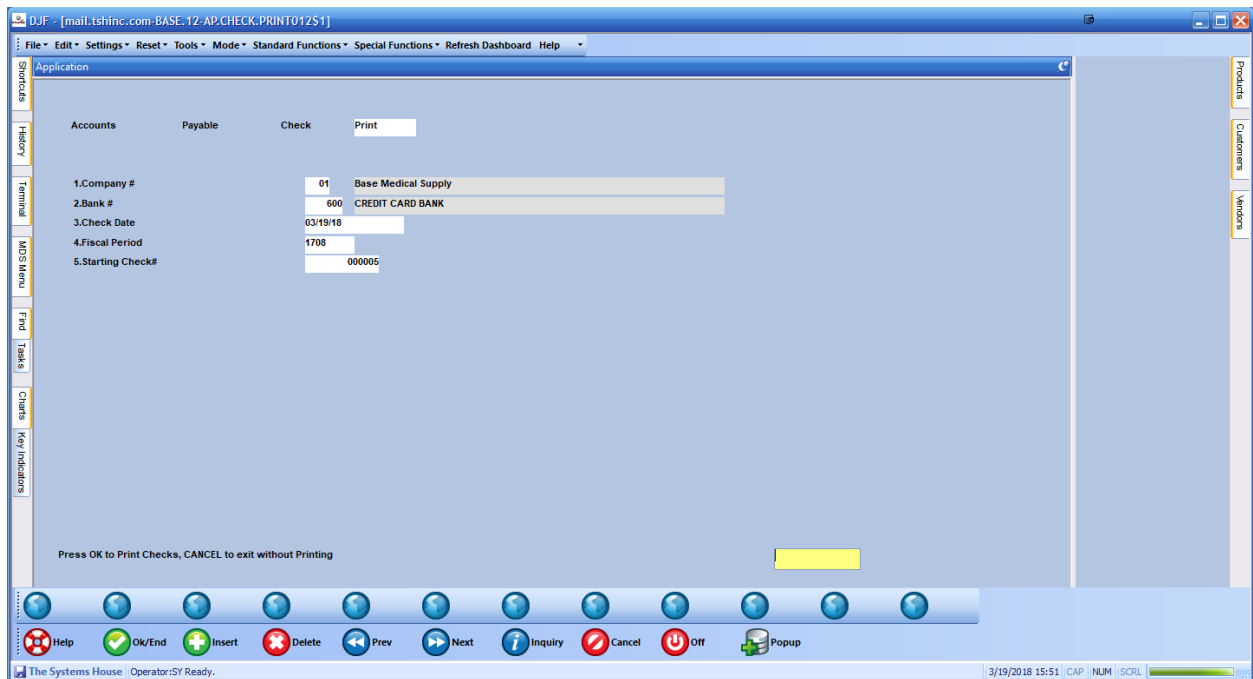 DJF - [mail.tshinc.com-BASE.12-AP.CHECK.PRINT012$1]
File Edit Settings Reset Tools Mode Standard Functions Special Functions Refresh Dashboard Help
Application
Shortcuts
History
Terminal
MDS Menu
Find
Tasks
Charts
Key Indicators
Products
Customers
Vendors
Accounts Payable Check Print
1.Company # 01 Base Medical Supply
2.Bank # 600 CREDIT CARD BANK
3.Check Date 03/19/18
4.Fiscal Period 1708
5.Starting Check# 000005
Press OK to Print Checks, CANCEL to exit without Printing
Help Ok/End Insert Delete Prev Next Inquiry Cancel Off Popup
The Systems House Operator:SY Ready. 3/19/2018 15:51 CAP NUM SCRL